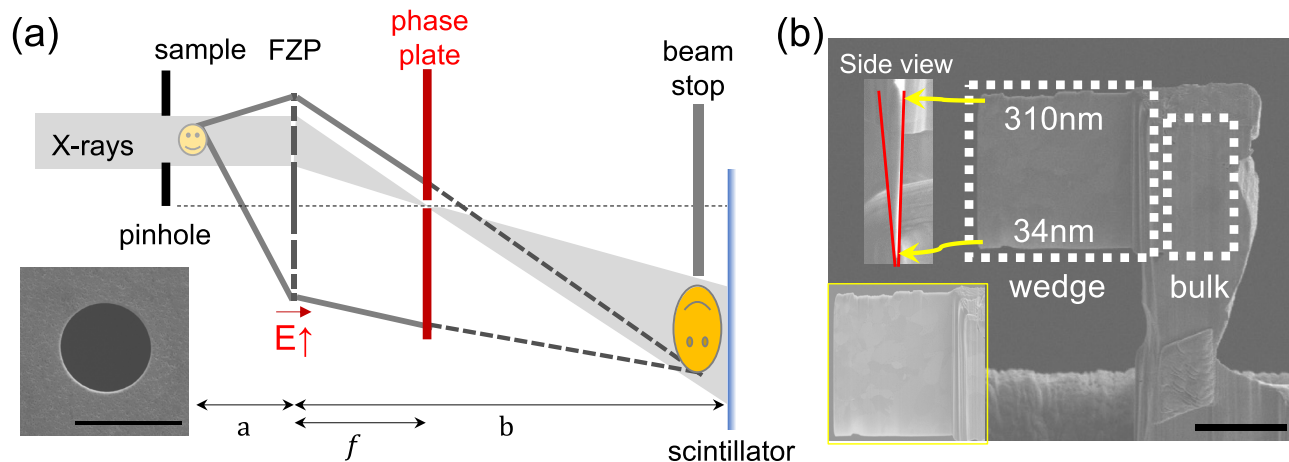 (a)
sample
FZP
phase
plate
beam
stop
X-rays
pinhole
E↑
a
f
b
scintillator
(b)
Side view
310nm
34nm
wedge
bulk